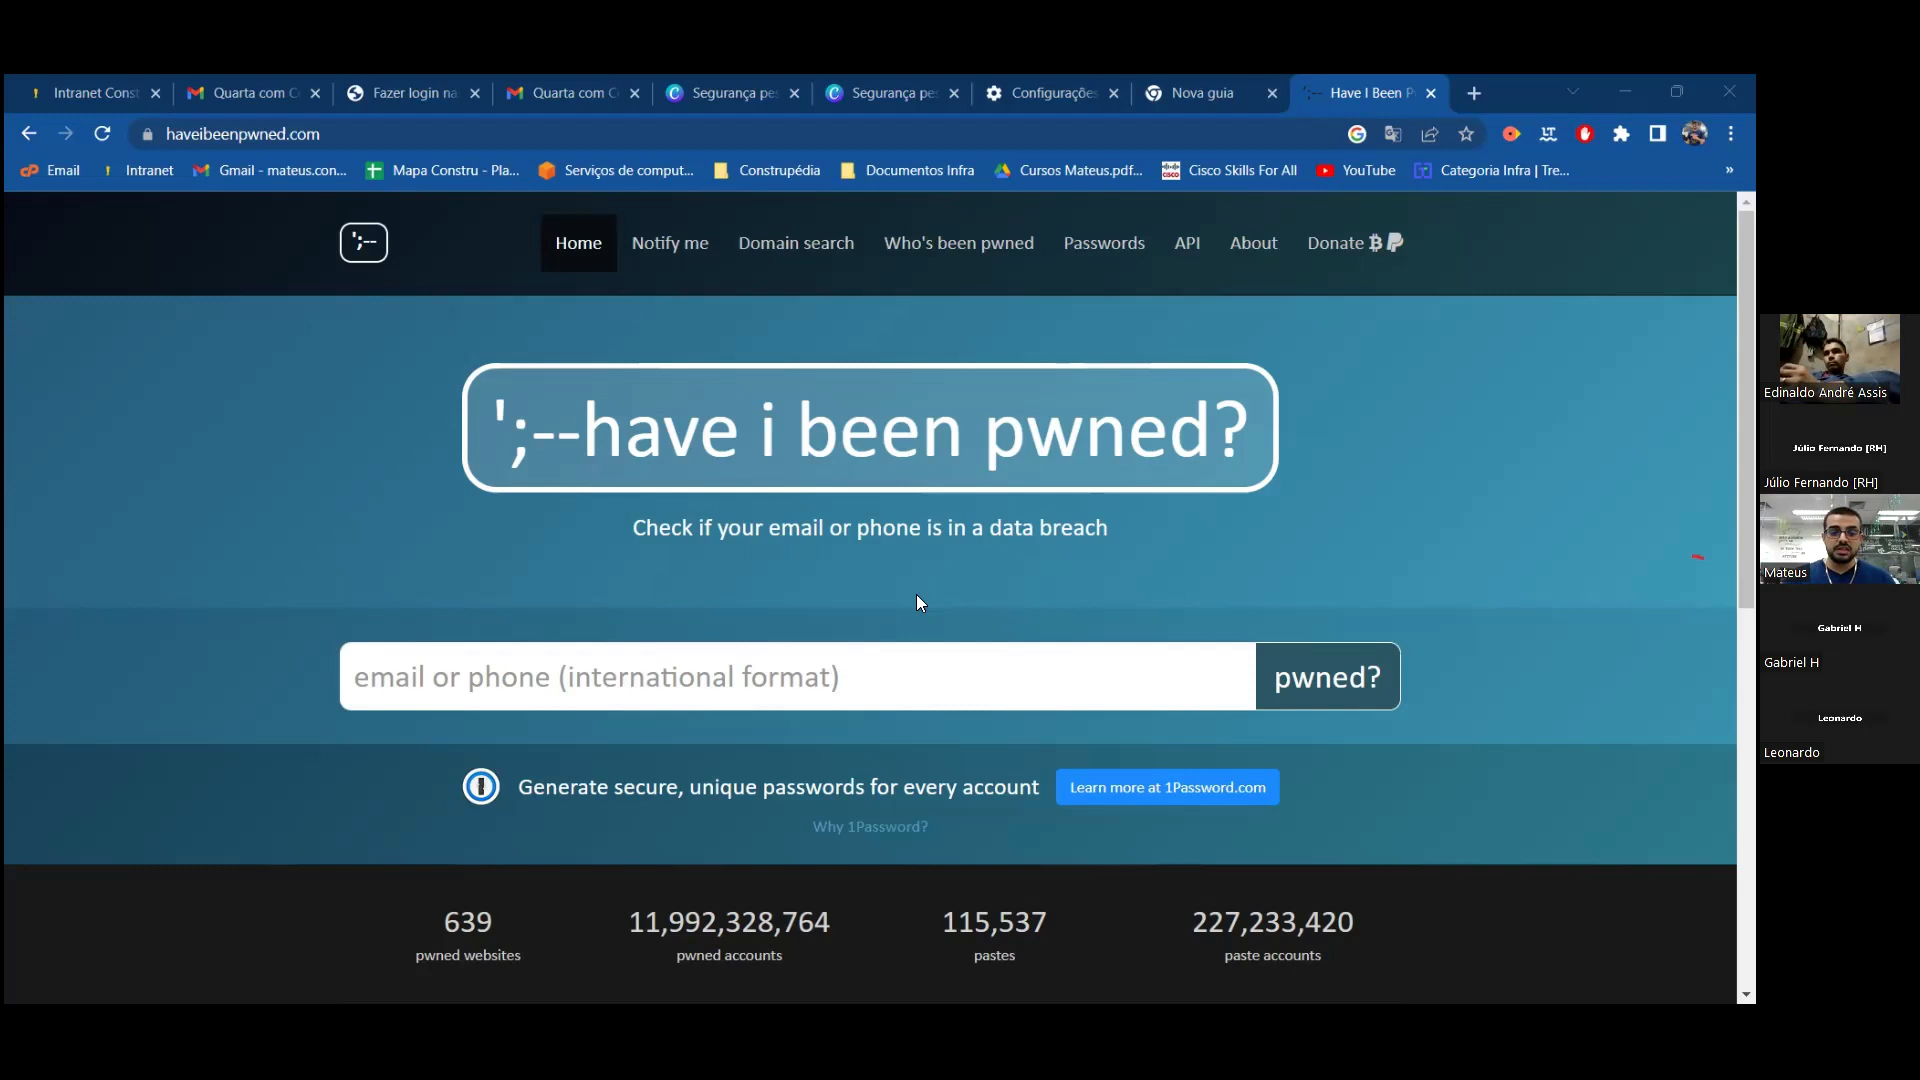 Intranet Const
Quarta com C
Fazer login na
Quarta com C
Segurança pes
Segurança pes
Configurações
Nova guia
Have I Been P
haveibeenpwned.com
Email
Intranet
Gmail - mateus.con...
Mapa Constru - Pla...
Serviços de comput...
Construpédia
Documentos Infra
Cursos Mateus.pdf...
Cisco Skills For All
YouTube
Categoria Infra | Tre...
»
';--
Home
Notify me
Domain search
Who's been pwned
Passwords
API
About
Donate
';--have i been pwned?
Check if your email or phone is in a data breach
email or phone (international format)
pwned?
Generate secure, unique passwords for every account
Learn more at 1Password.com
Why 1Password?
639
11,992,328,764
115,537
227,233,420
pwned websites
pwned accounts
pastes
paste accounts
Edinaldo André Assis
Júlio Fernando [RH]
Júlio Fernando [RH]
Mateus
Gabriel H
Gabriel H
Leonardo
Leonardo